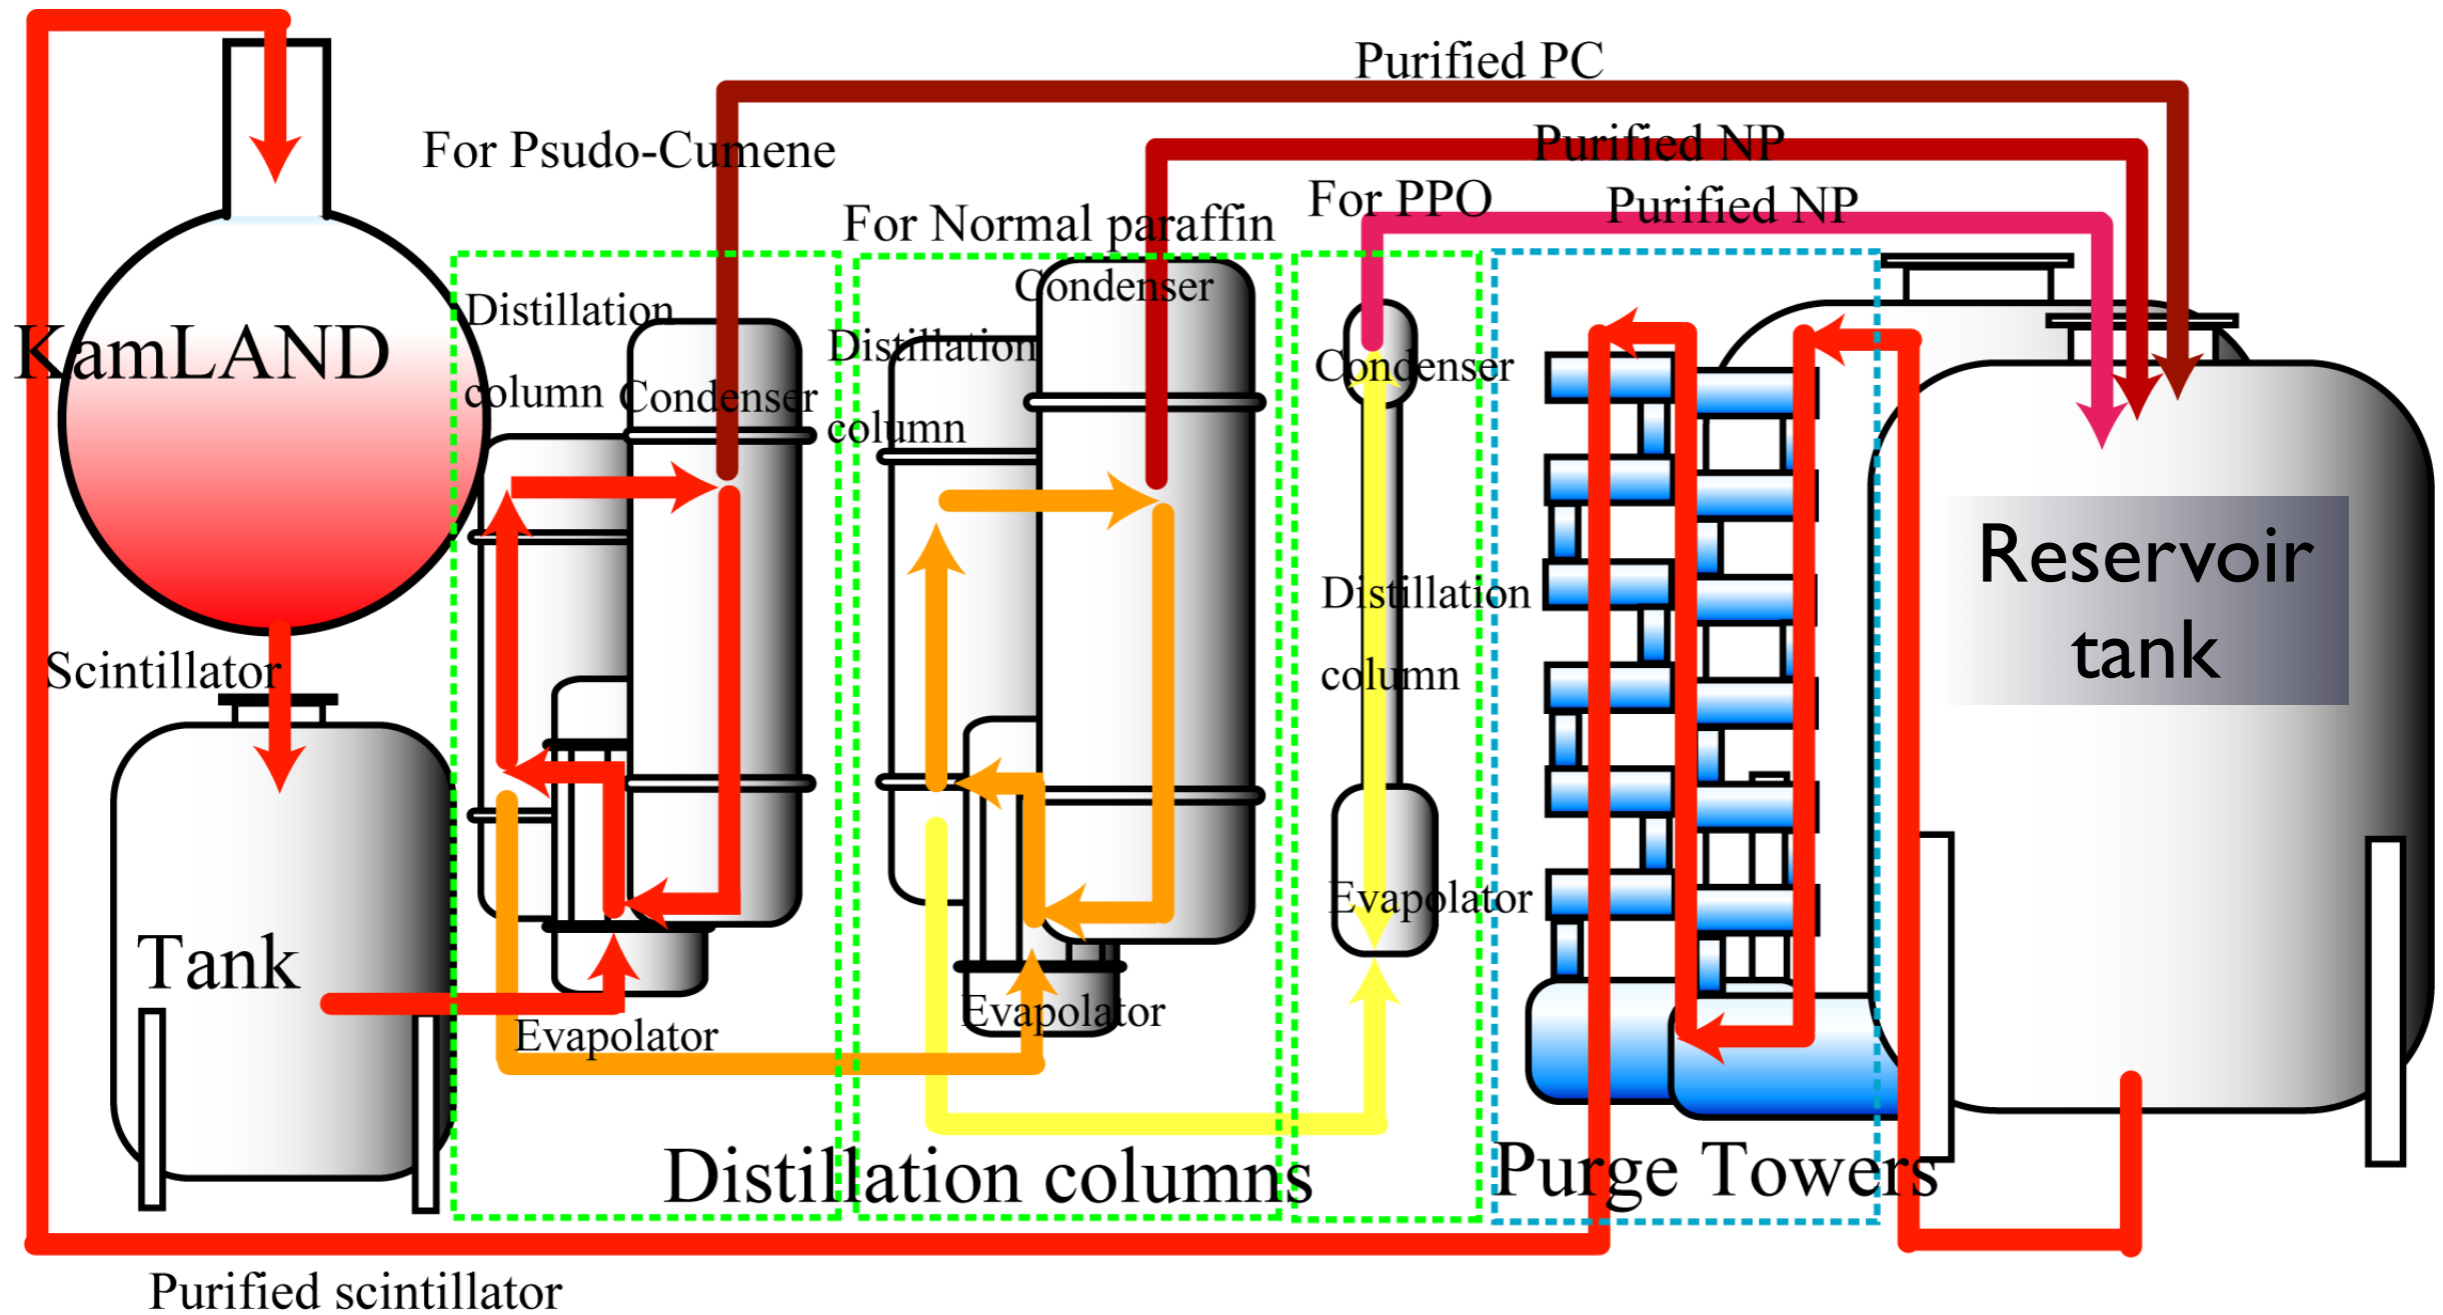 Purified PC
Purified NP
For Psudo-Cumene
For PPO
Purified NP
For Normal paraffin
Condenser
Distillation
column
Condenser
Distillation
column
Condenser
KamLAND
Reservoir
tank
Distillation
column
Scintillator
Evapolator
Tank
Evapolator
Evapolator
Distillation columns
Purge Towers
Purified scintillator